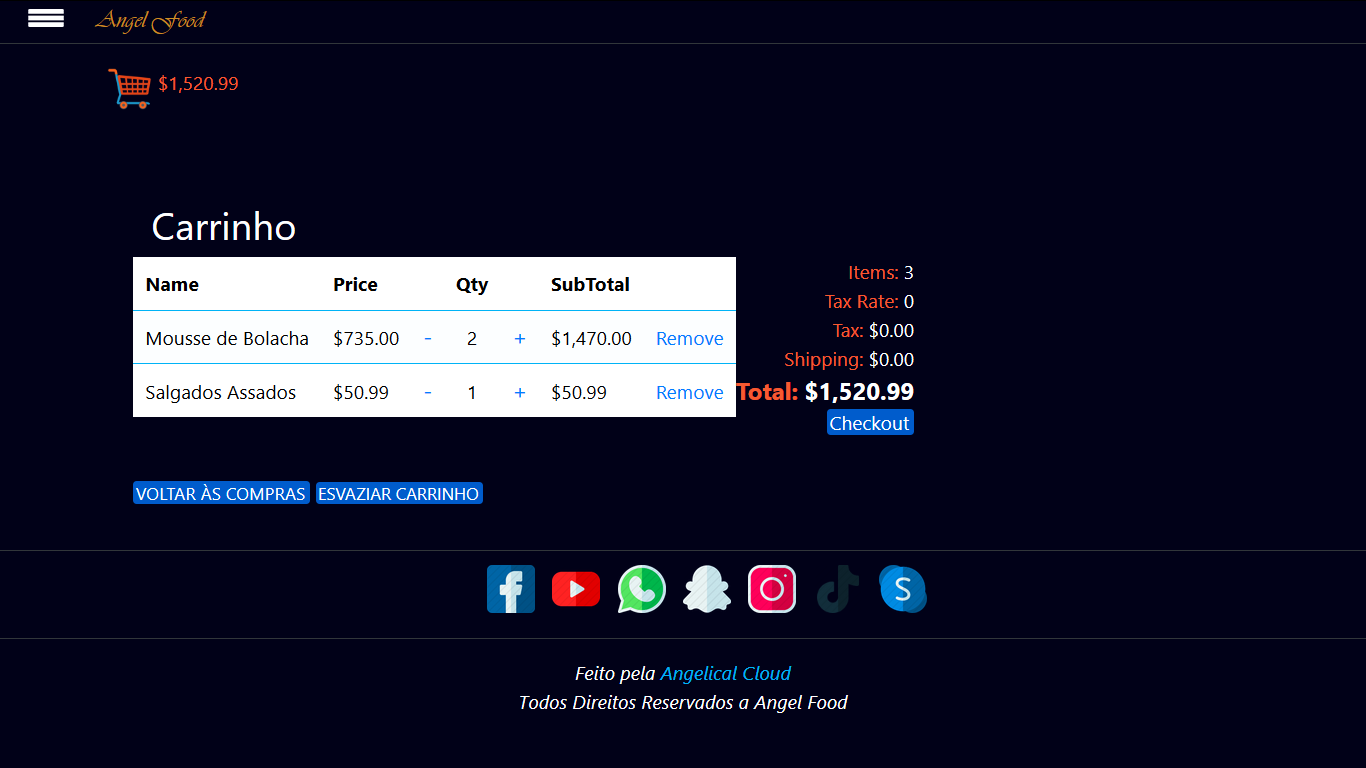 Angel Food
$1,520.99
Carrinho
Name Price Qty SubTotal
Mousse de Bolacha $735.00 - 2 + $1,470.00 Remove
Salgados Assados $50.99 - 1 + $50.99 Remove
Items: 3
Tax Rate: 0
Tax: $0.00
Shipping: $0.00
Total: $1,520.99
Checkout
VOLTAR ÀS COMPRAS ESVAZIAR CARRINHO
Feito pela Angelical Cloud
Todos Direitos Reservados a Angel Food